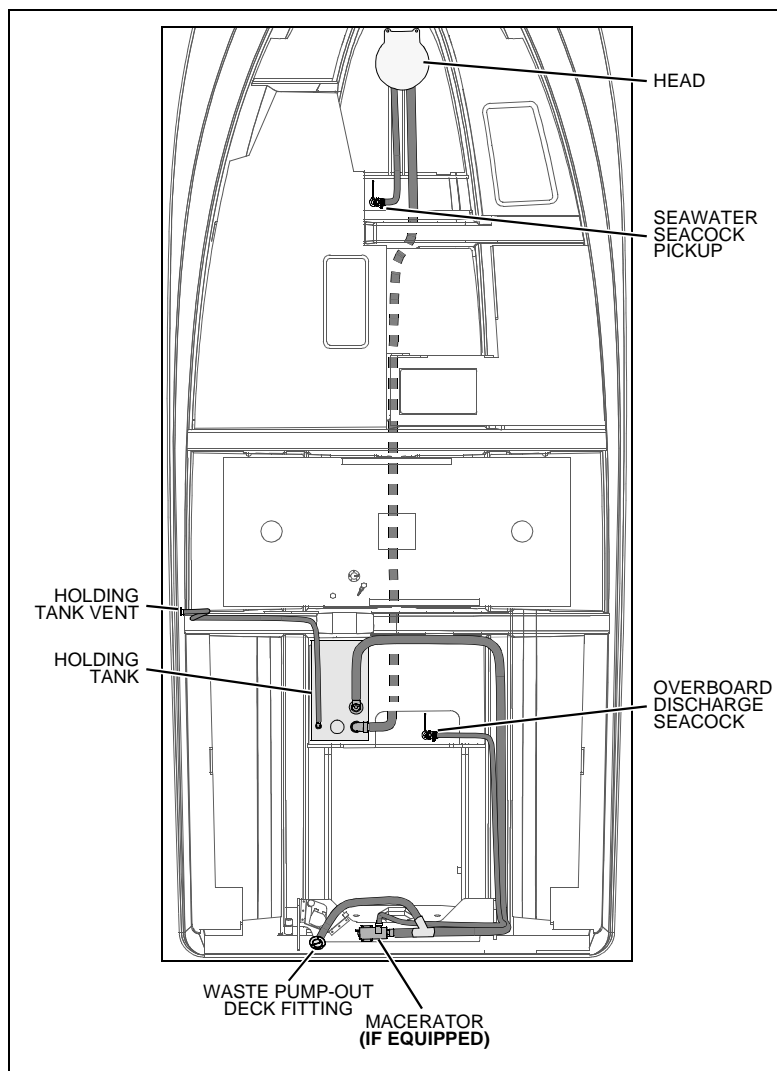 HEAD
SEAWATER
SEACOCK
PICKUP
HOLDING
TANK VENT
HOLDING
TANK
OVERBOARD
DISCHARGE
SEACOCK
WASTE PUMP-OUT
DECK FITTING
MACERATOR
(IF EQUIPPED)